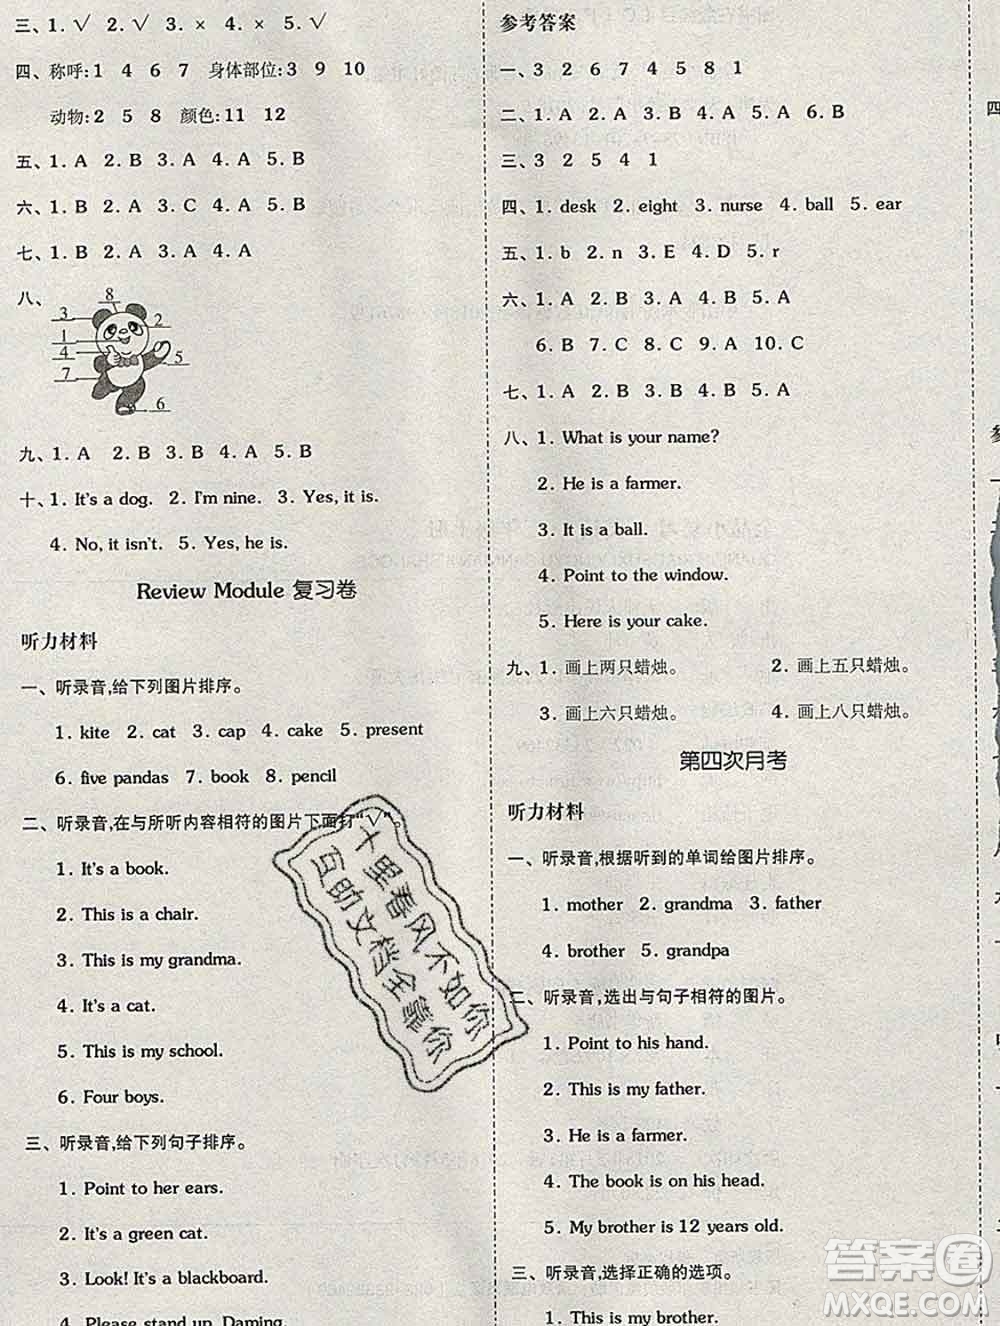 三、1. √  2. √  3. ×  4. ×  5. √
四、称呼:1  4  6  7  身体部位:3  9  10
动物:2  5  8  颜色:11  12
五、1. A  2. B  3. B  4. A  5. B
六、1. B  2. A  3. C  4. A  5. B
七、1. B  2. A  3. A  4. A
八、
8
3
2
1
4
5
7
6
九、1. A  2. B  3. B  4. A  5. B
十、1. It's a dog.  2. I'm nine.  3. Yes, it is.
4. No, it isn't.  5. Yes, he is.
Review Module 复习卷
听力材料
一、听录音,给下列图片排序。
1. kite  2. cat  3. cap  4. cake  5. present
6. five pandas  7. book  8. pencil
二、听录音,在与所听内容相符的图片下面打“√”。
1. It's a book.
2. This is a chair.
3. This is my grandma.
4. It's a cat.
5. This is my school.
6. Four boys.
三、听录音,给下列句子排序。
1. Point to her ears.
2. It's a green cat.
3. Look! It's a blackboard.
4. Please stand up, Daming.
参考答案
一、3  2  6  7  4  5  8  1
二、1. A  2. A  3. B  4. A  5. A  6. B
三、3  2  5  4  1
四、1. desk  2. eight  3. nurse  4. ball  5. ear
五、1. b  2. n  3. E  4. D  5. r
六、1. A  2. B  3. B  4. C  5. B
6. B  7. B  8. C  9. A  10. C
七、1. A  2. B  3. B  4. A  5. A
八、1. What is your name?
2. He is a farmer.
3. It is a ball.
4. Point to the window.
5. Here is your cake.
九、1. 画上两只蜡烛。  2. 画上五只蜡烛。
3. 画上六只蜡烛。  4. 画上八只蜡烛。
第四次月考
听力材料
一、听录音,根据听到的单词给图片排序。
1. mother  2. grandma  3. father
4. brother  5. grandpa
二、听录音,选出与句子相符的图片。
1. Point to his hand.
2. This is my father.
3. He is a farmer.
4. The book is on his head.
5. My brother is 12 years old.
三、听录音,选择正确的选项。
1. This is my mother.
十里春风不如你
互助文档全靠你
答案圈
MXQE.COM